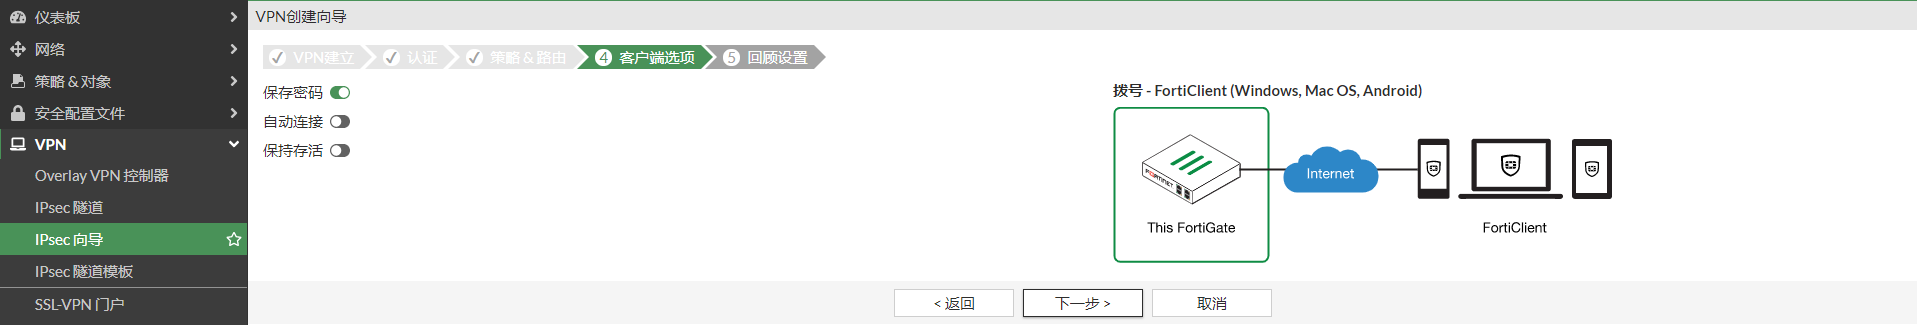 仪表板
网络
策略 & 对象
安全配置文件
VPN
Overlay VPN 控制器
IPsec 隧道
IPsec 向导
IPsec 隧道模板
SSL-VPN 门户
VPN创建向导
VPN建立 认证 策略 & 路由 4 客户端选项 5 回顾设置
保存密码
自动连接
保持存活
拨号 - FortiClient (Windows, Mac OS, Android)
FORTINET
Internet
This FortiGate
FortiClient
< 返回 下一步 > 取消